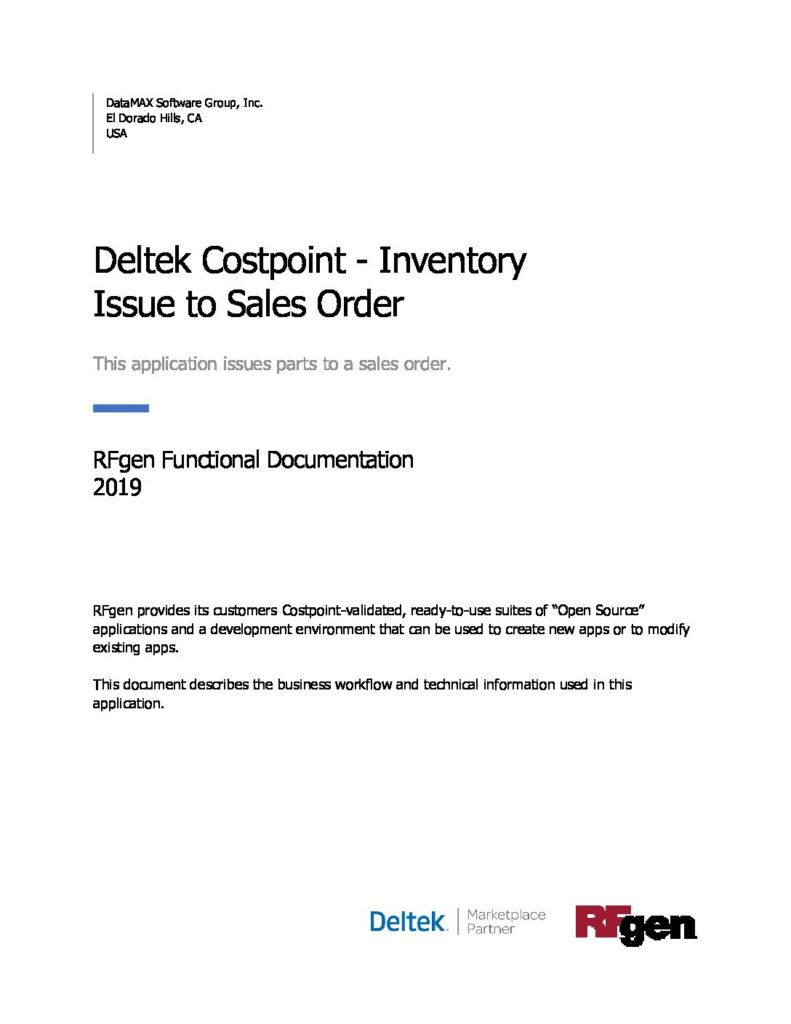 DataMAX Software Group, Inc.
El Dorado Hills, CA
USA
Deltek Costpoint - Inventory
Issue to Sales Order
This application issues parts to a sales order.
RFgen Functional Documentation
2019
RFgen provides its customers Costpoint-validated, ready-to-use suites of “Open Source”
applications and a development environment that can be used to create new apps or to modify
existing apps.
This document describes the business workflow and technical information used in this
application.
Deltek. | Marketplace
Partner
RFgen